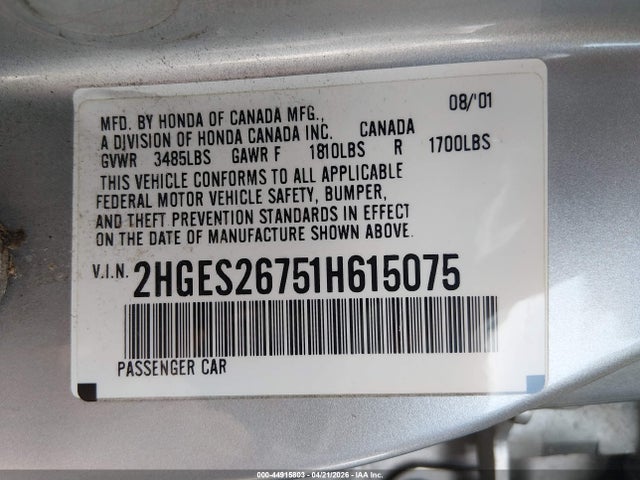 MFD. BY HONDA OF CANADA MFG., 08/'01
A DIVISION OF HONDA CANADA INC. CANADA
GVWR 3485LBS GAWR F 1810LBS R 1700LBS
THIS VEHICLE CONFORMS TO ALL APPLICABLE
FEDERAL MOTOR VEHICLE SAFETY, BUMPER,
AND THEFT PREVENTION STANDARDS IN EFFECT
ON THE DATE OF MANUFACTURE SHOWN ABOVE.
V.I.N. 2HGES26751H615075
PASSENGER CAR
000-44915803 - 04/21/2026 - IAA Inc.